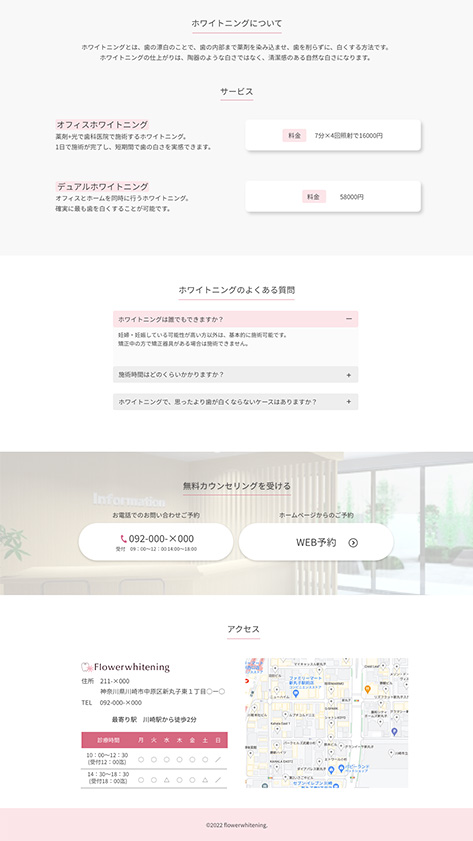 ホワイトニングについて
ホワイトニングとは、歯の漂白のことで、歯の内部まで薬剤を染み込ませ、歯を削らずに、白くする方法です。
ホワイトニングの仕上がりは、陶器のような白さではなく、清潔感のある自然な白さになります。
サービス
オフィスホワイトニング
薬剤+光で歯科医院で施術するホワイトニング。
1日で施術が完了し、短期間で歯の白さを実感できます。
料金 7分×4回照射で16000円
デュアルホワイトニング
オフィスとホームを同時に行うホワイトニング。
確実に最も歯を白くすることが可能です。
料金 58000円
ホワイトニングのよくある質問
ホワイトニングは誰でもできますか？
妊婦・妊娠している可能性が高い方以外は、基本的に施術可能です。
矯正中の方で矯正器具がある場合は施術できません。
施術時間はどのくらいかかりますか？
ホワイトニングで、思ったより歯が白くならないケースはありますか？
Information
無料カウンセリングを受ける
お電話でのお問い合わせご予約
092-000-×000
受付 09：00～12：00 14:00～18:00
ホームページからのご予約
WEB予約
アクセス
Flowerwhitening
住所 211-×000
神奈川県川崎市中原区新丸子東１丁目○ー○
TEL 092-000-×000
最寄り駅 川崎駅から徒歩2分
診療時間 月 火 水 木 金 土 日
10：00～12：30 ○ ○ ○ ○ ○ ○ ／
(受付12：00迄)
14：30～18：30 ○ ○ △ ○ ○ △ ／
(受付18：00迄)
ファミリーマート
新丸子駅前店
セブン-イレブン
©2022 flowerwhitening.